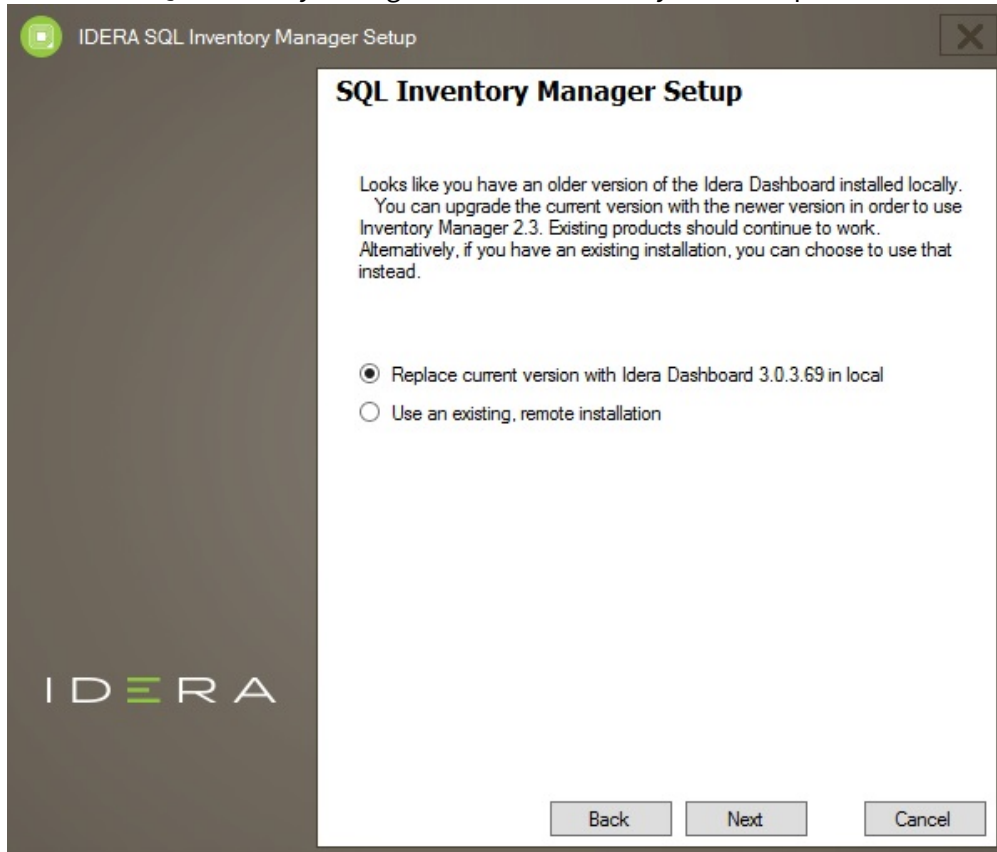 IDERA SQL Inventory Manager Setup
SQL Inventory Manager Setup
Looks like you have an older version of the Idera Dashboard installed locally.
You can upgrade the current version with the newer version in order to use
Inventory Manager 2.3. Existing products should continue to work.
Alternatively, if you have an existing installation, you can choose to use that
instead.
Replace current version with Idera Dashboard 3.0.3.69 in local
Use an existing, remote installation
IDERA
Back Next Cancel